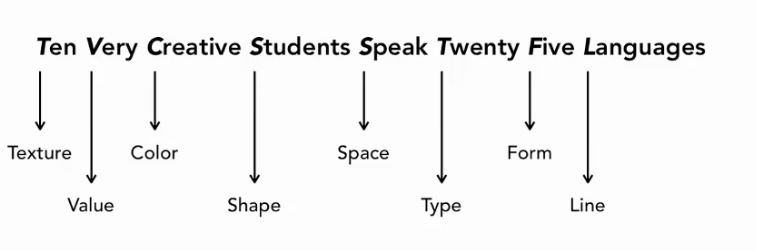 Ten Very Creative Students Speak Twenty Five Languages
Texture Color Space Form
Value Shape Type Line